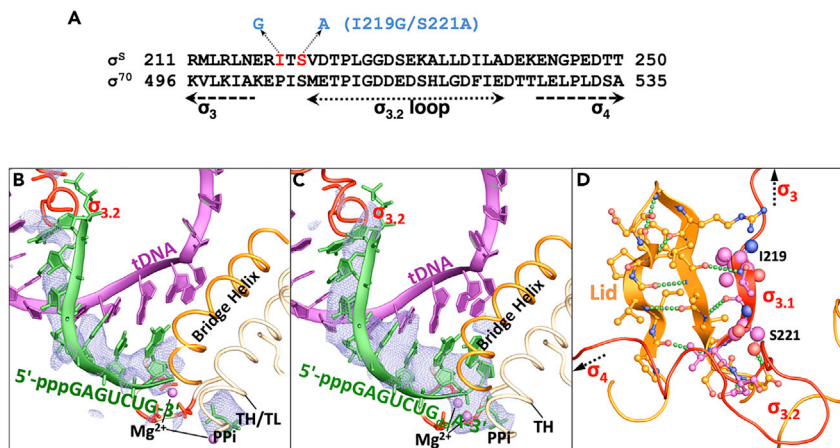 A
G A (I219G/S221A)
σS 211 RMLRLNERITSVDTPLGGDSEKALLDILADEKENGPEDTT 250
σ70 496 KVLKIAKEPISMETPIGDDEDSHLGDFIEDTTLELPLDSA 535
σ3 σ3.2 loop σ4
B
σ3.2
tDNA
Bridge Helix
5'-pppGAGUCUG-3'
Mg2+
PPi
TH/TL
C
σ3.2
tDNA
Bridge Helix
5'-pppGAGUCUG
A-3'
Mg2+
PPi
TH
D
σ3
I219
Lid
σ3.1
S221
σ4
σ3.2